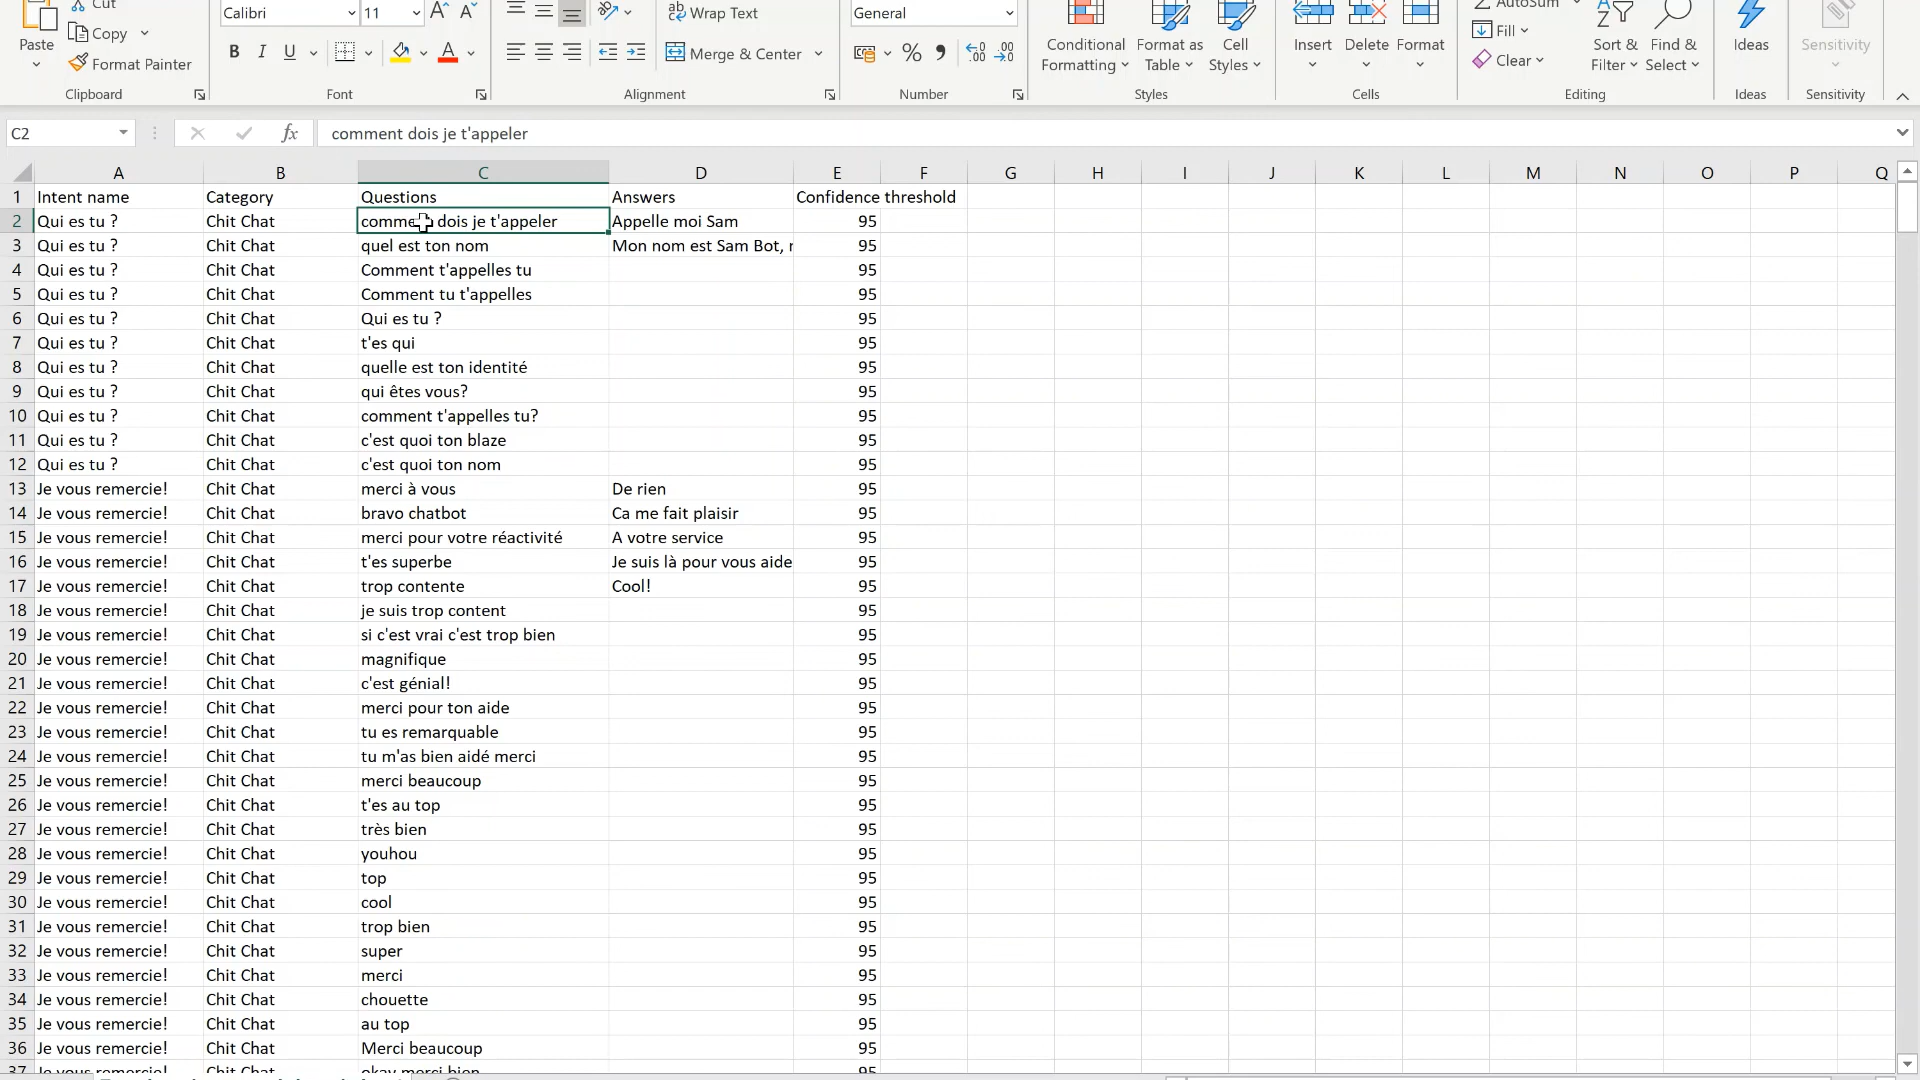 Cut
Calibri 11 A A ab Wrap Text General AutoSum
Copy Fill
Paste B I U A Merge & Center % , Conditional Format as Cell Insert Delete Format Sort & Find & Ideas Sensitivity
Format Painter Formatting Table Styles Clear Filter Select
Clipboard Font Alignment Number Styles Cells Editing Ideas Sensitivity
C2 fx comment dois je t'appeler
A B C D E F G H I J K L M N O P Q
1 Intent name Category Questions Answers Confidence threshold
2 Qui es tu ? Chit Chat dois je t'appeler Appelle moi Sam 95
3 Qui es tu ? Chit Chat quel est ton nom Mon nom est Sam Bot, 95
4 Qui es tu ? Chit Chat Comment t'appelles tu 95
5 Qui es tu ? Chit Chat Comment tu t'appelles 95
6 Qui es tu ? Chit Chat Qui es tu ? 95
7 Qui es tu ? Chit Chat t'es qui 95
8 Qui es tu ? Chit Chat quelle est ton identité 95
9 Qui es tu ? Chit Chat qui êtes vous? 95
10 Qui es tu ? Chit Chat comment t'appelles tu? 95
11 Qui es tu ? Chit Chat c'est quoi ton blaze 95
12 Qui es tu ? Chit Chat c'est quoi ton nom 95
13 Je vous remercie! Chit Chat merci à vous De rien 95
14 Je vous remercie! Chit Chat bravo chatbot Ca me fait plaisir 95
15 Je vous remercie! Chit Chat merci pour votre réactivité A votre service 95
16 Je vous remercie! Chit Chat t'es superbe Je suis là pour vous aide 95
17 Je vous remercie! Chit Chat trop contente Cool! 95
18 Je vous remercie! Chit Chat je suis trop content 95
19 Je vous remercie! Chit Chat si c'est vrai c'est trop bien 95
20 Je vous remercie! Chit Chat magnifique 95
21 Je vous remercie! Chit Chat c'est génial! 95
22 Je vous remercie! Chit Chat merci pour ton aide 95
23 Je vous remercie! Chit Chat tu es remarquable 95
24 Je vous remercie! Chit Chat tu m'as bien aidé merci 95
25 Je vous remercie! Chit Chat merci beaucoup 95
26 Je vous remercie! Chit Chat t'es au top 95
27 Je vous remercie! Chit Chat très bien 95
28 Je vous remercie! Chit Chat youhou 95
29 Je vous remercie! Chit Chat top 95
30 Je vous remercie! Chit Chat cool 95
31 Je vous remercie! Chit Chat trop bien 95
32 Je vous remercie! Chit Chat super 95
33 Je vous remercie! Chit Chat merci 95
34 Je vous remercie! Chit Chat chouette 95
35 Je vous remercie! Chit Chat au top 95
36 Je vous remercie! Chit Chat Merci beaucoup 95
37 Je vous remercie! Chit Chat okay merci bien 95